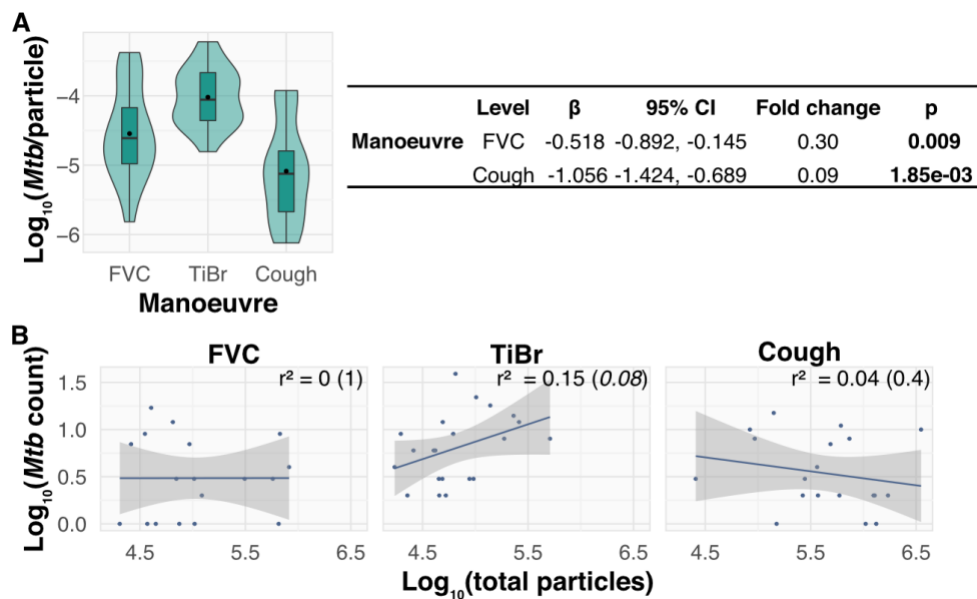 A
Log₁₀(Mtb/particle)
-4
-5
-6
FVC TiBr Cough
Manoeuvre
Level β 95% CI Fold change p
Manoeuvre FVC -0.518 -0.892, -0.145 0.30 0.009
Cough -1.056 -1.424, -0.689 0.09 1.85e-03
B
FVC TiBr Cough
r² = 0 (1) r² = 0.15 (0.08) r² = 0.04 (0.4)
Log₁₀(Mtb count)
1.5
1.0
0.5
0.0
4.5 5.5 6.5 4.5 5.5 6.5 4.5 5.5 6.5
Log₁₀(total particles)